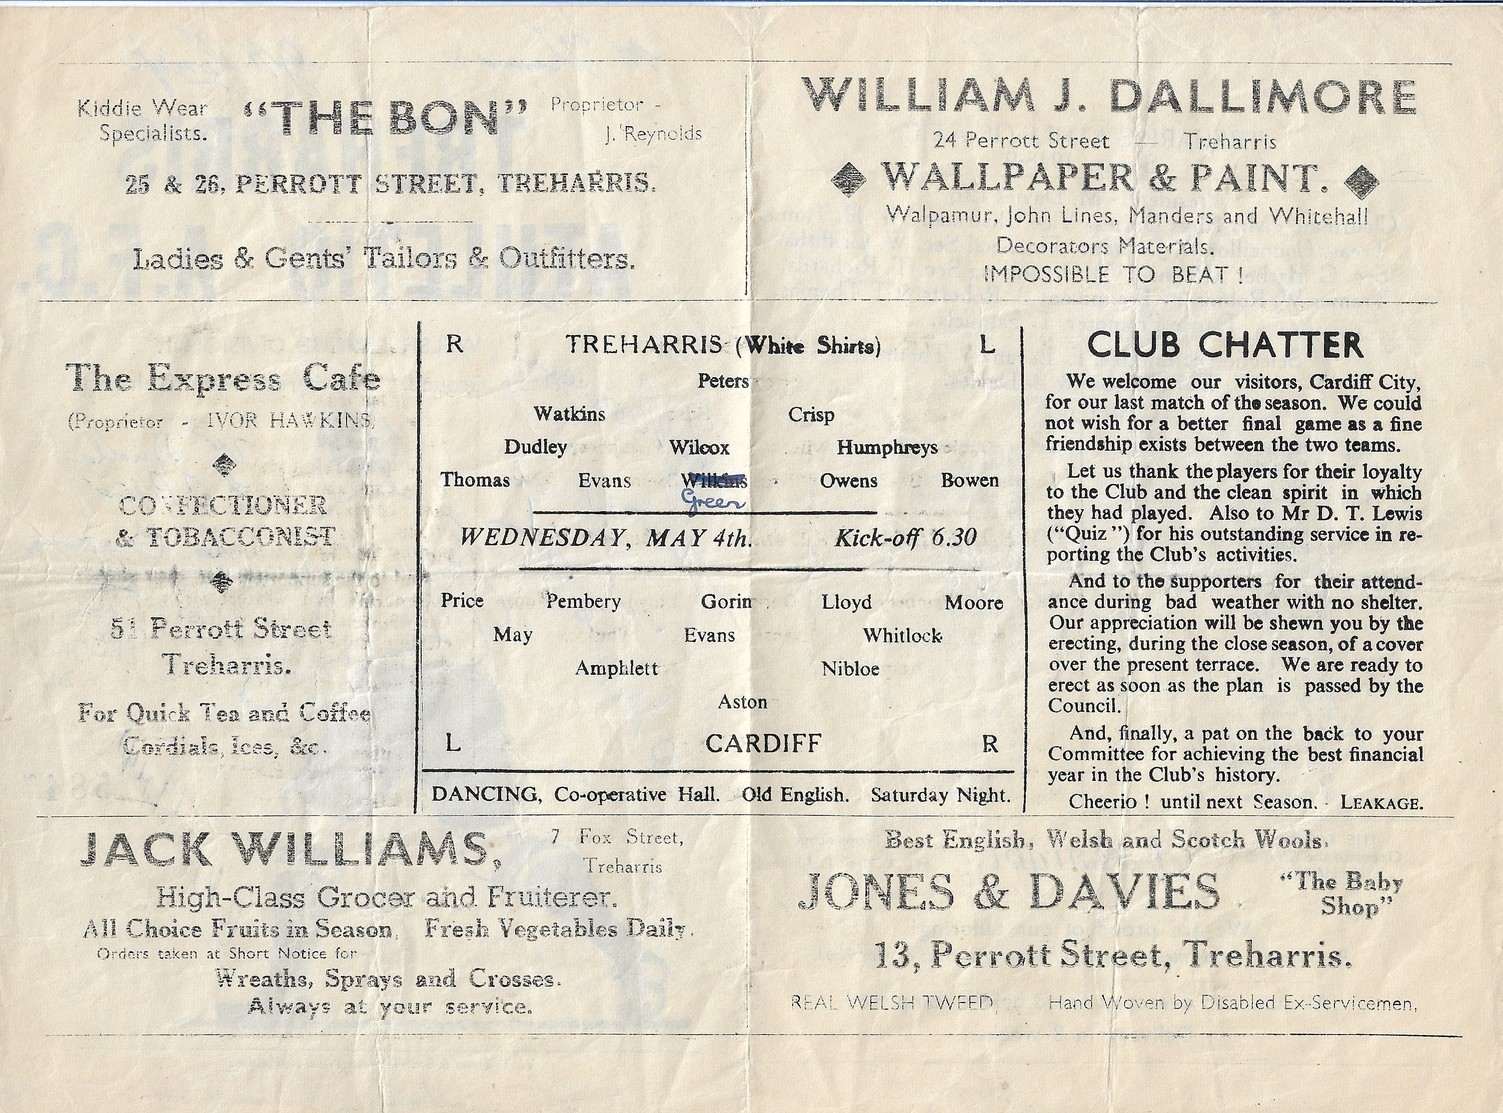 Kiddie Wear Specialists. "THE BON" Proprietor - J. Reynolds
25 & 26, PERROTT STREET, TREHARRIS.
Ladies & Gents' Tailors & Outfitters.
WILLIAM J. DALLIMORE
24 Perrott Street — Treharris
WALLPAPER & PAINT.
Walpamur, John Lines, Manders and Whitehall
Decorators Materials.
IMPOSSIBLE TO BEAT !
The Express Cafe
(Proprietor - IVOR HAWKINS,
CONFECTIONER
& TOBACCONIST
51 Perrott Street
Treharris.
For Quick Tea and Coffee
Cordials, Ices, &c.
R TREHARRIS (White Shirts) L
Peters
Watkins Crisp
Dudley Wilcox Humphreys
Thomas Evans Wilkins Owens Bowen
Green
WEDNESDAY, MAY 4th. Kick-off 6.30
Price Pembery Gorin Lloyd Moore
May Evans Whitlock
Amphlett Nibloe
Aston
L CARDIFF R
DANCING, Co-operative Hall. Old English. Saturday Night.
CLUB CHATTER
We welcome our visitors, Cardiff City,
for our last match of the season. We could
not wish for a better final game as a fine
friendship exists between the two teams.
Let us thank the players for their loyalty
to the Club and the clean spirit in which
they had played. Also to Mr D. T. Lewis
("Quiz") for his outstanding service in re-
porting the Club's activities.
And to the supporters for their attend-
ance during bad weather with no shelter.
Our appreciation will be shewn you by the
erecting, during the close season, of a cover
over the present terrace. We are ready to
erect as soon as the plan is passed by the
Council.
And, finally, a pat on the back to your
Committee for achieving the best financial
year in the Club's history.
Cheerio ! until next Season. - LEAKAGE.
JACK WILLIAMS, 7 Fox Street, Treharris
High-Class Grocer and Fruiterer.
All Choice Fruits in Season, Fresh Vegetables Daily.
Orders taken at Short Notice for
Wreaths, Sprays and Crosses.
Always at your service.
Best English, Welsh and Scotch Wools.
JONES & DAVIES "The Baby Shop"
13, Perrott Street, Treharris.
REAL WELSH TWEED, Hand Woven by Disabled Ex-Servicemen,